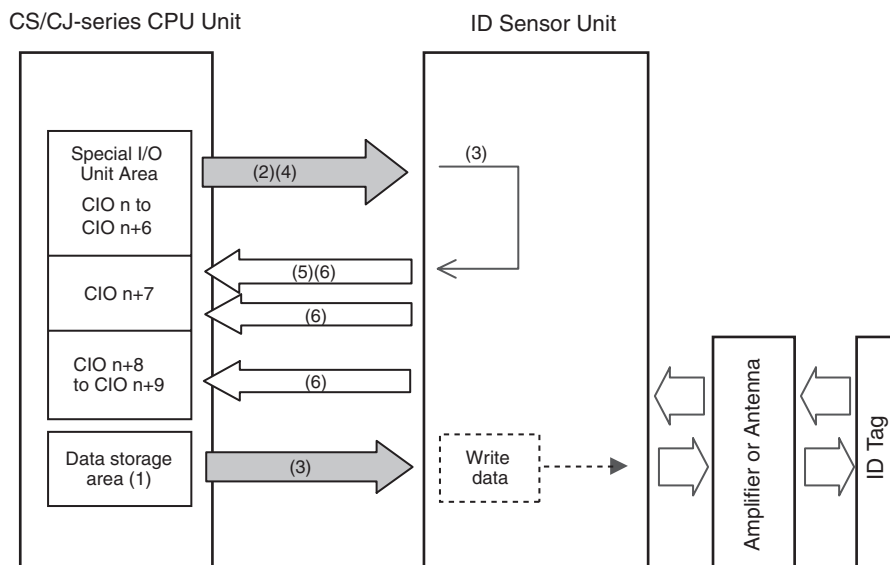 CS/CJ-series CPU Unit
ID Sensor Unit
Special I/O
Unit Area
CIO n to
CIO n+6
(2)(4)
(3)
(5)(6)
CIO n+7
(6)
CIO n+8
to CIO n+9
(6)
Data storage
area (1)
(3)
Write
data
Amplifier or Antenna
ID Tag